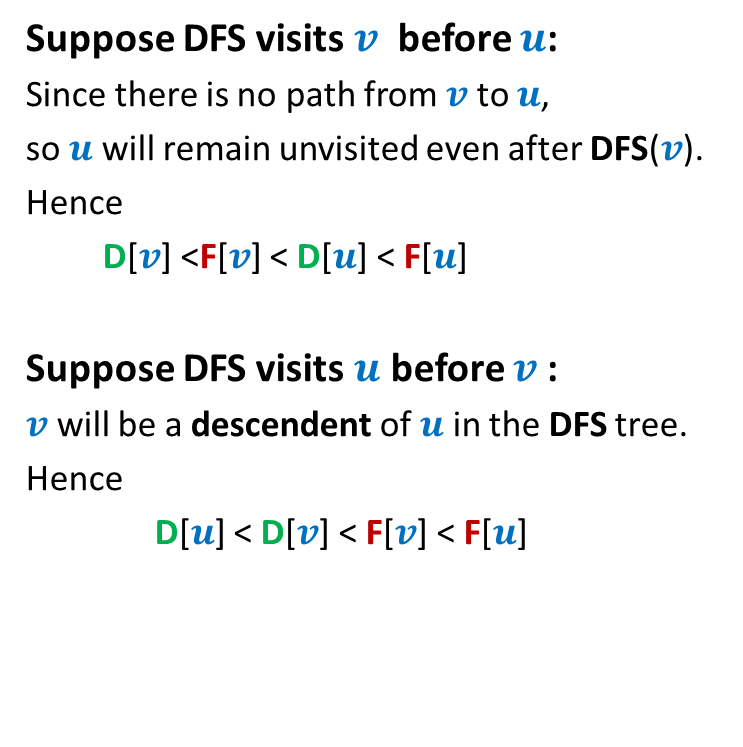 Suppose DFS visits 𝒗 before 𝒖:
Since there is no path from 𝒗 to 𝒖,
so 𝒖 will remain unvisited even after DFS(𝒗).
Hence
D[𝒗] <F[𝒗] < D[𝒖] < F[𝒖]
Suppose DFS visits 𝒖 before 𝒗 :
𝒗 will be a descendent of 𝒖 in the DFS tree.
Hence
D[𝒖] < D[𝒗] < F[𝒗] < F[𝒖]